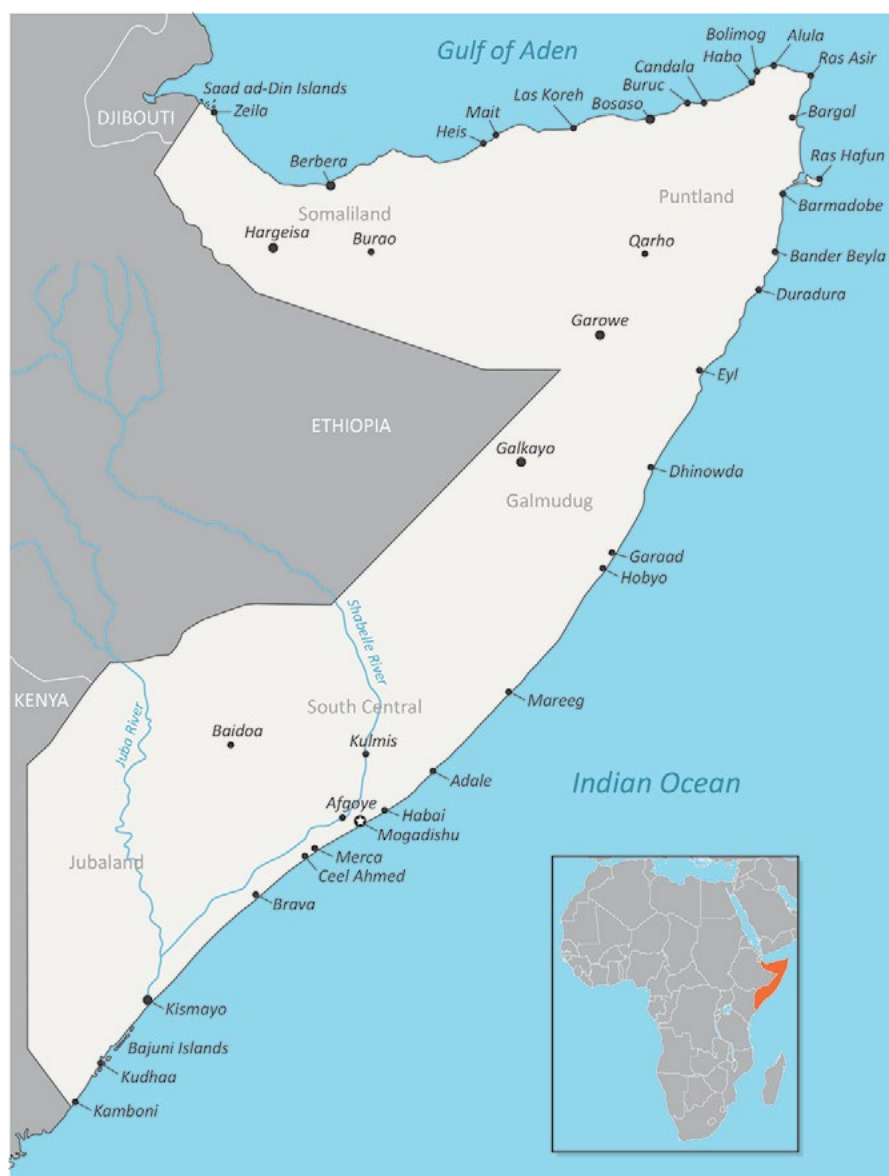 Gulf of Aden
Bolimog
Alula
Habo
Ras Asir
Candala
Buruc
Saad ad-Din Islands
Las Koreh
Bosaso
Mait
DJIBOUTI
Zeila
Heis
Bargal
Berbera
Ras Hafun
Puntland
Barmadobe
Somaliland
Hargeisa
Burao
Qarho
Bander Beyla
Duradura
Garowe
Eyl
ETHIOPIA
Galkayo
Dhinowda
Galmudug
Garaad
Hobyo
Shabelle River
KENYA
Mareeg
South Central
Juba River
Baidoa
Kulmis
Adale
Indian Ocean
Afgoye
Habai
Mogadishu
Merca
Jubaland
Ceel Ahmed
Brava
Kismayo
Bajuni Islands
Kudhaa
Kamboni